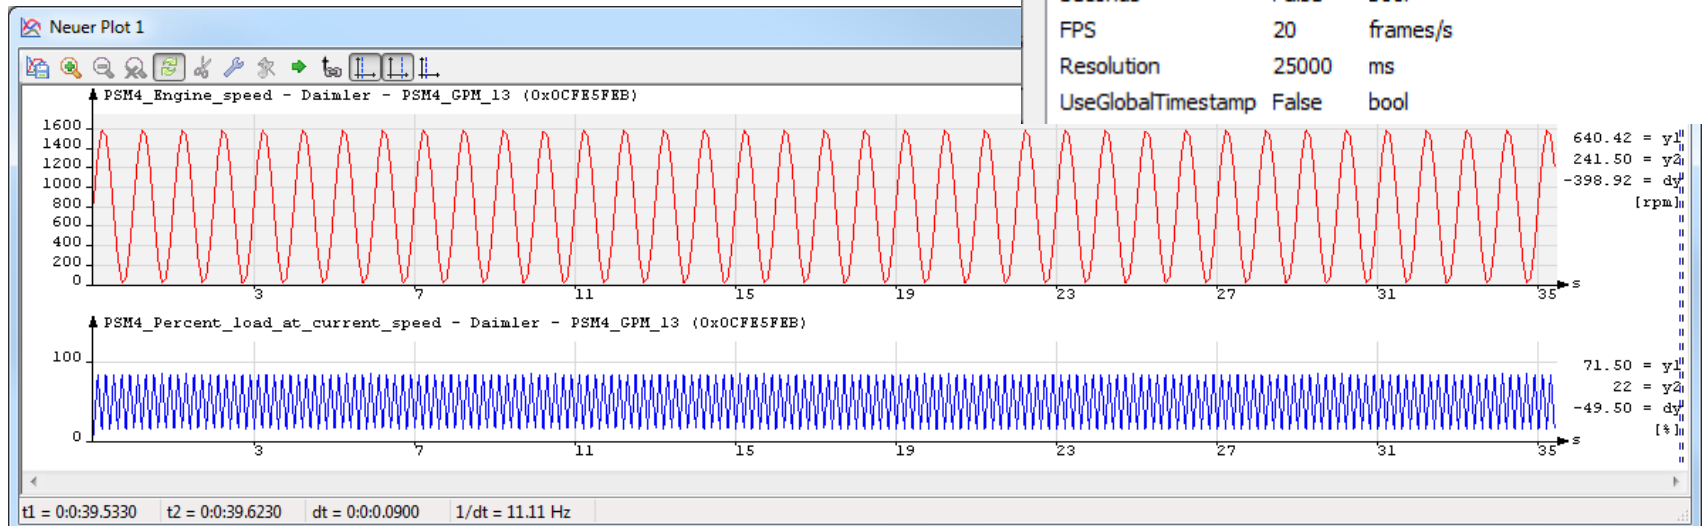 Neuer Plot 1
FPS 20 frames/s
Resolution 25000 ms
UseGlobalTimestamp False bool
PSM4_Engine_speed - Daimler - PSM4_GPM_13 (0x0CFE5FEB)
1600
1400
1200
1000
800
600
400
200
0
3 7 11 15 19 23 27 31 35 s
640.42 = y1
241.50 = y2
-398.92 = dy
[rpm]
PSM4_Percent_load_at_current_speed - Daimler - PSM4_GPM_13 (0x0CFE5FEB)
100
0
3 7 11 15 19 23 27 31 35 s
71.50 = y1
22 = y2
-49.50 = dy
[%]
t1 = 0:0:39.5330 t2 = 0:0:39.6230 dt = 0:0:0.0900 1/dt = 11.11 Hz